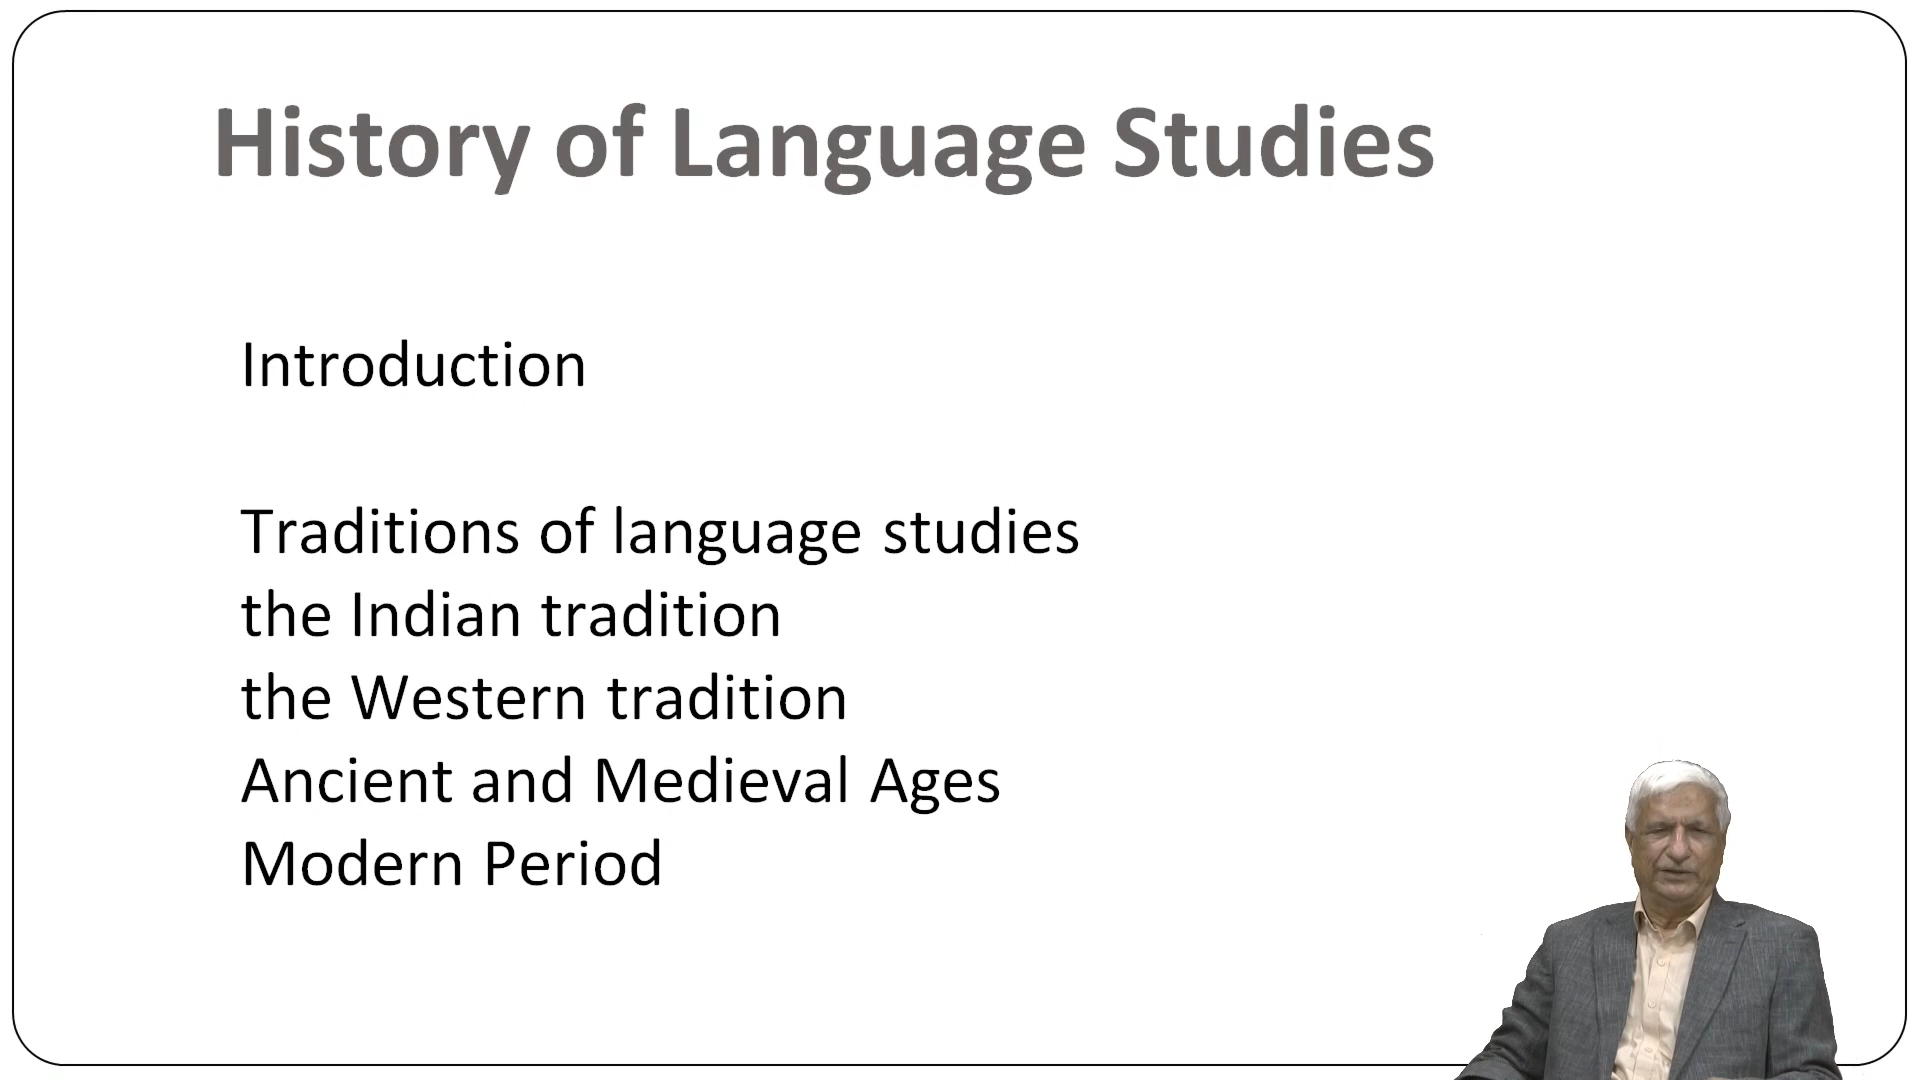 History of Language Studies
Introduction
Traditions of language studies
the Indian tradition
the Western tradition
Ancient and Medieval Ages
Modern Period